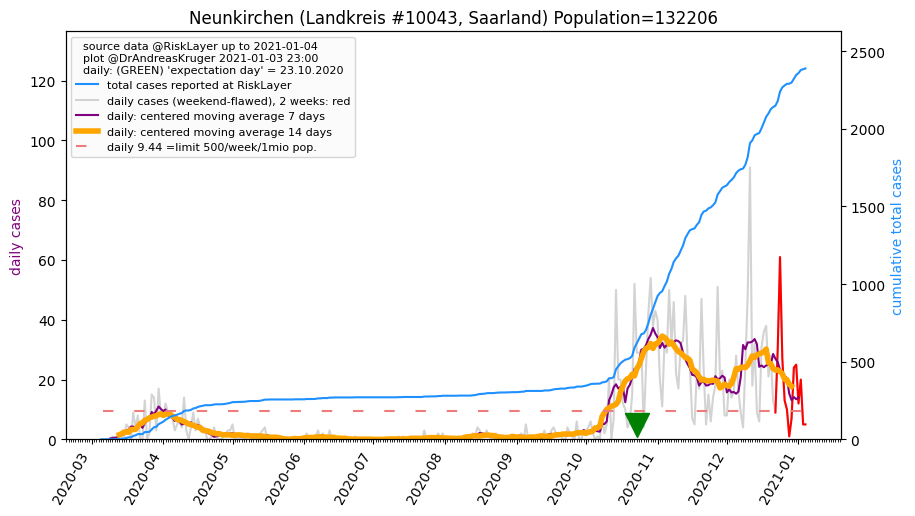 Neunkirchen (Landkreis #10043, Saarland) Population=132206
source data @RiskLayer up to 2021-01-04
plot @DrAndreasKruger 2021-01-03 23:00
daily: (GREEN) 'expectation day' = 23.10.2020
total cases reported at RiskLayer
daily cases (weekend-flawed), 2 weeks: red
daily: centered moving average 7 days
daily: centered moving average 14 days
daily 9.44 =limit 500/week/1mio pop.
daily cases
120
100
80
60
40
20
0
cumulative total cases
2500
2000
1500
1000
500
0
2020-03
2020-04
2020-05
2020-06
2020-07
2020-08
2020-09
2020-10
2020-11
2020-12
2021-01